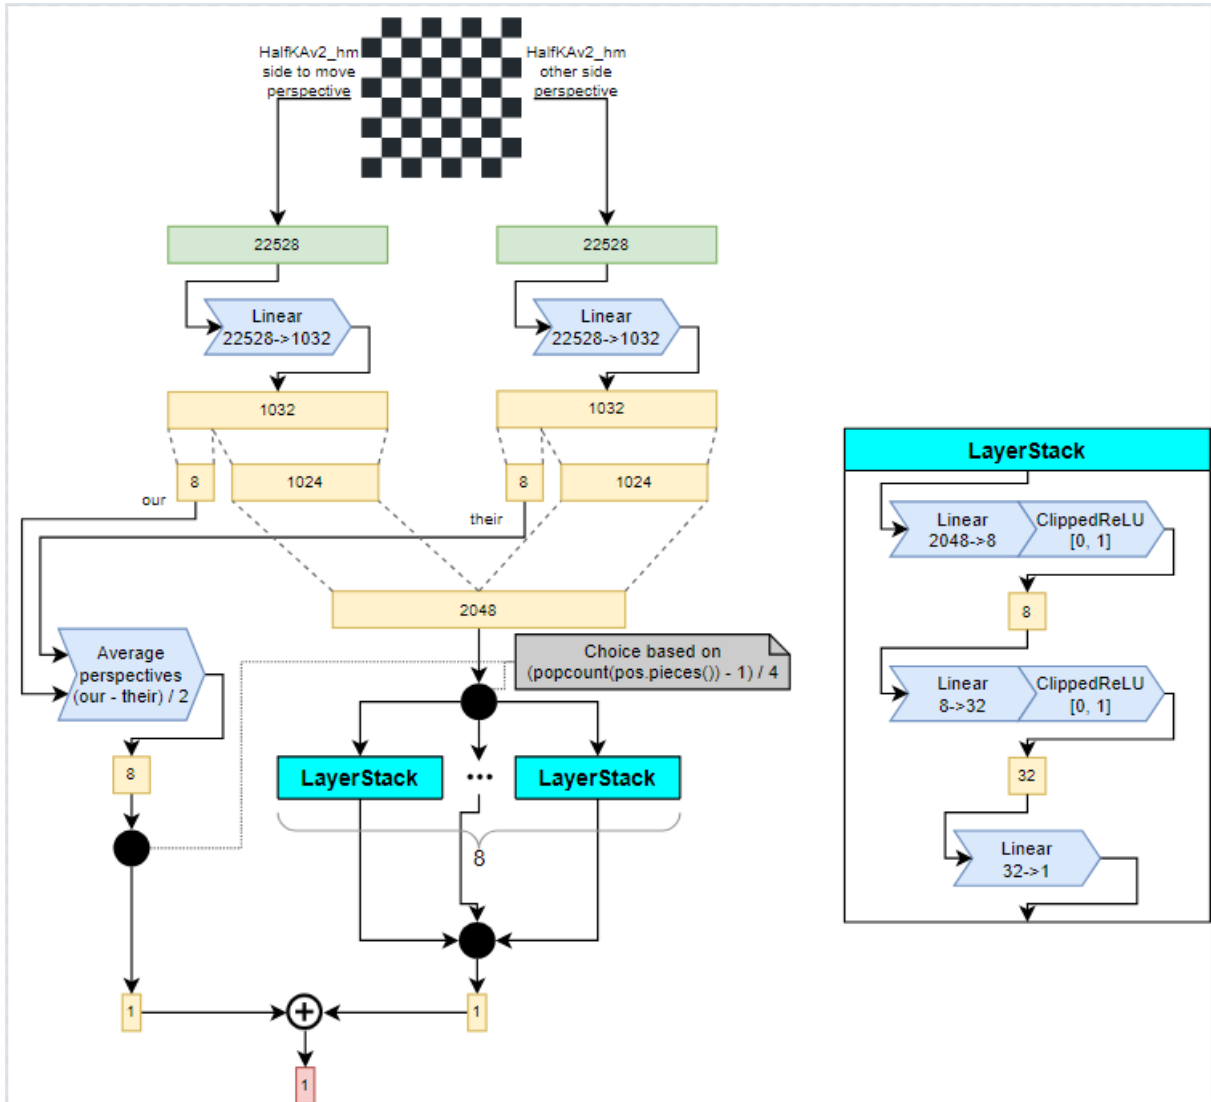 HalfKAv2_hm
side to move
perspective
HalfKAv2_hm
other side
perspective
22528
22528
Linear
22528->1032
Linear
22528->1032
1032
1032
8
1024
8
1024
our
their
2048
Choice based on
(popcount(pos.pieces()) - 1) / 4
Average
perspectives
(our - their) / 2
8
LayerStack
...
LayerStack
8
1
1
+
1
LayerStack
Linear
2048->8
ClippedReLU
[0, 1]
8
Linear
8->32
ClippedReLU
[0, 1]
32
Linear
32->1